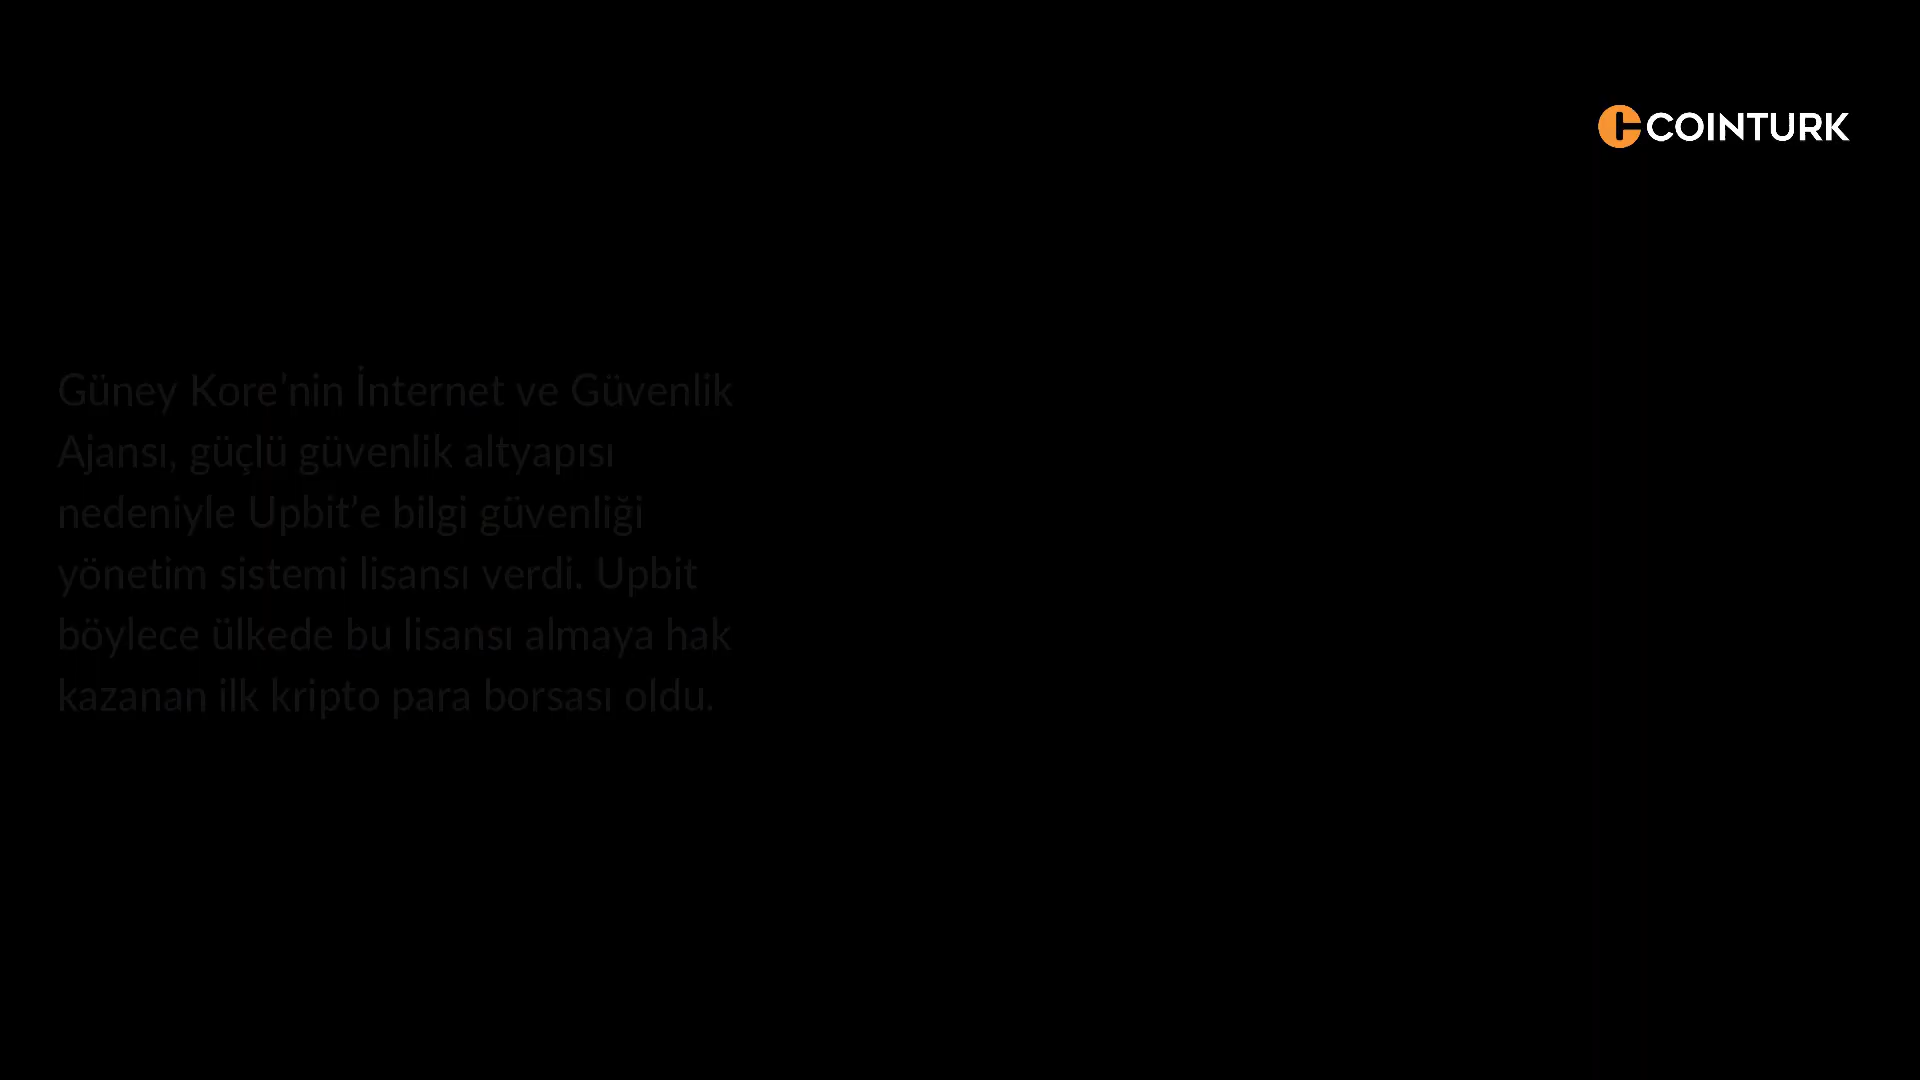 COINTURK
Güney Kore'nin İnternet ve Güvenlik
Ajansı, güçlü güvenlik altyapısı
nedeniyle Upbit'e bilgi güvenliği
yönetim sistemi lisansı verdi. Upbit
böylece ülkede bu lisansı almaya hak
kazanan ilk kripto para borsası oldu.